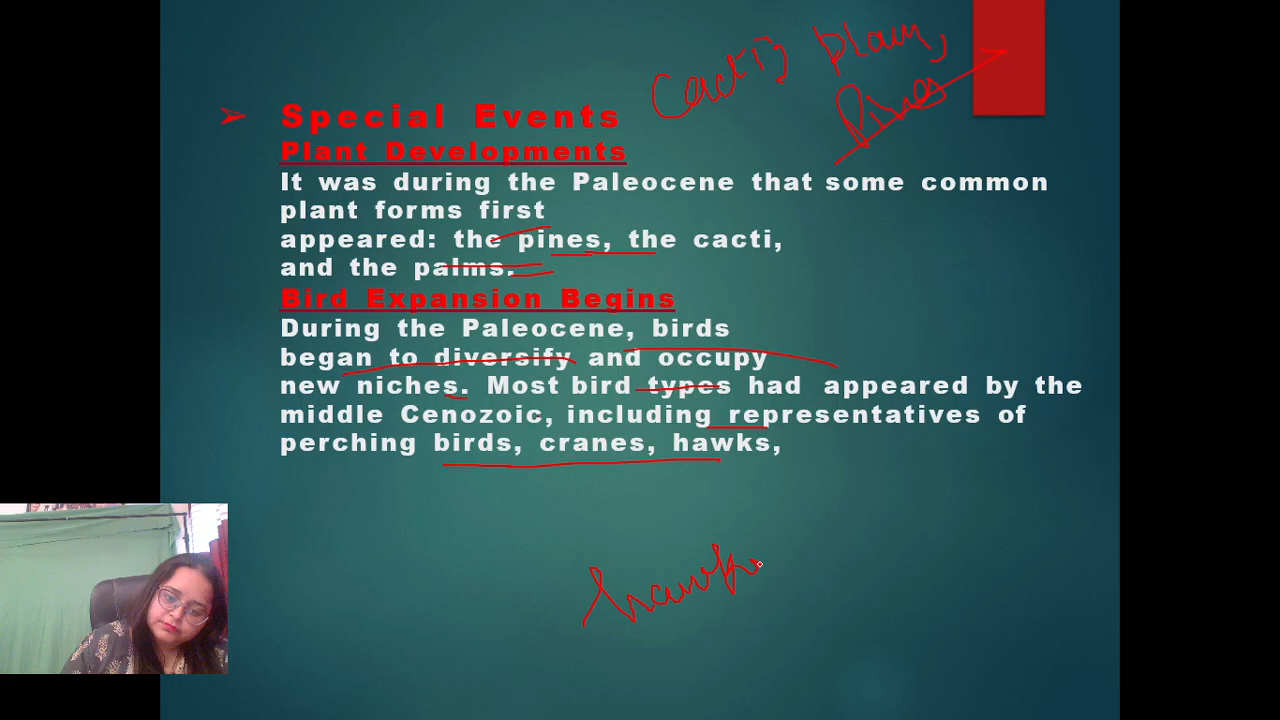 Cacti, plam,
Pines
Special Events
Plant Developments
It was during the Paleocene that some common
plant forms first
appeared: the pines, the cacti,
and the palms.
Bird Expansion Begins
During the Paleocene, birds
began to diversify and occupy
new niches. Most bird types had appeared by the
middle Cenozoic, including representatives of
perching birds, cranes, hawks,
hawk